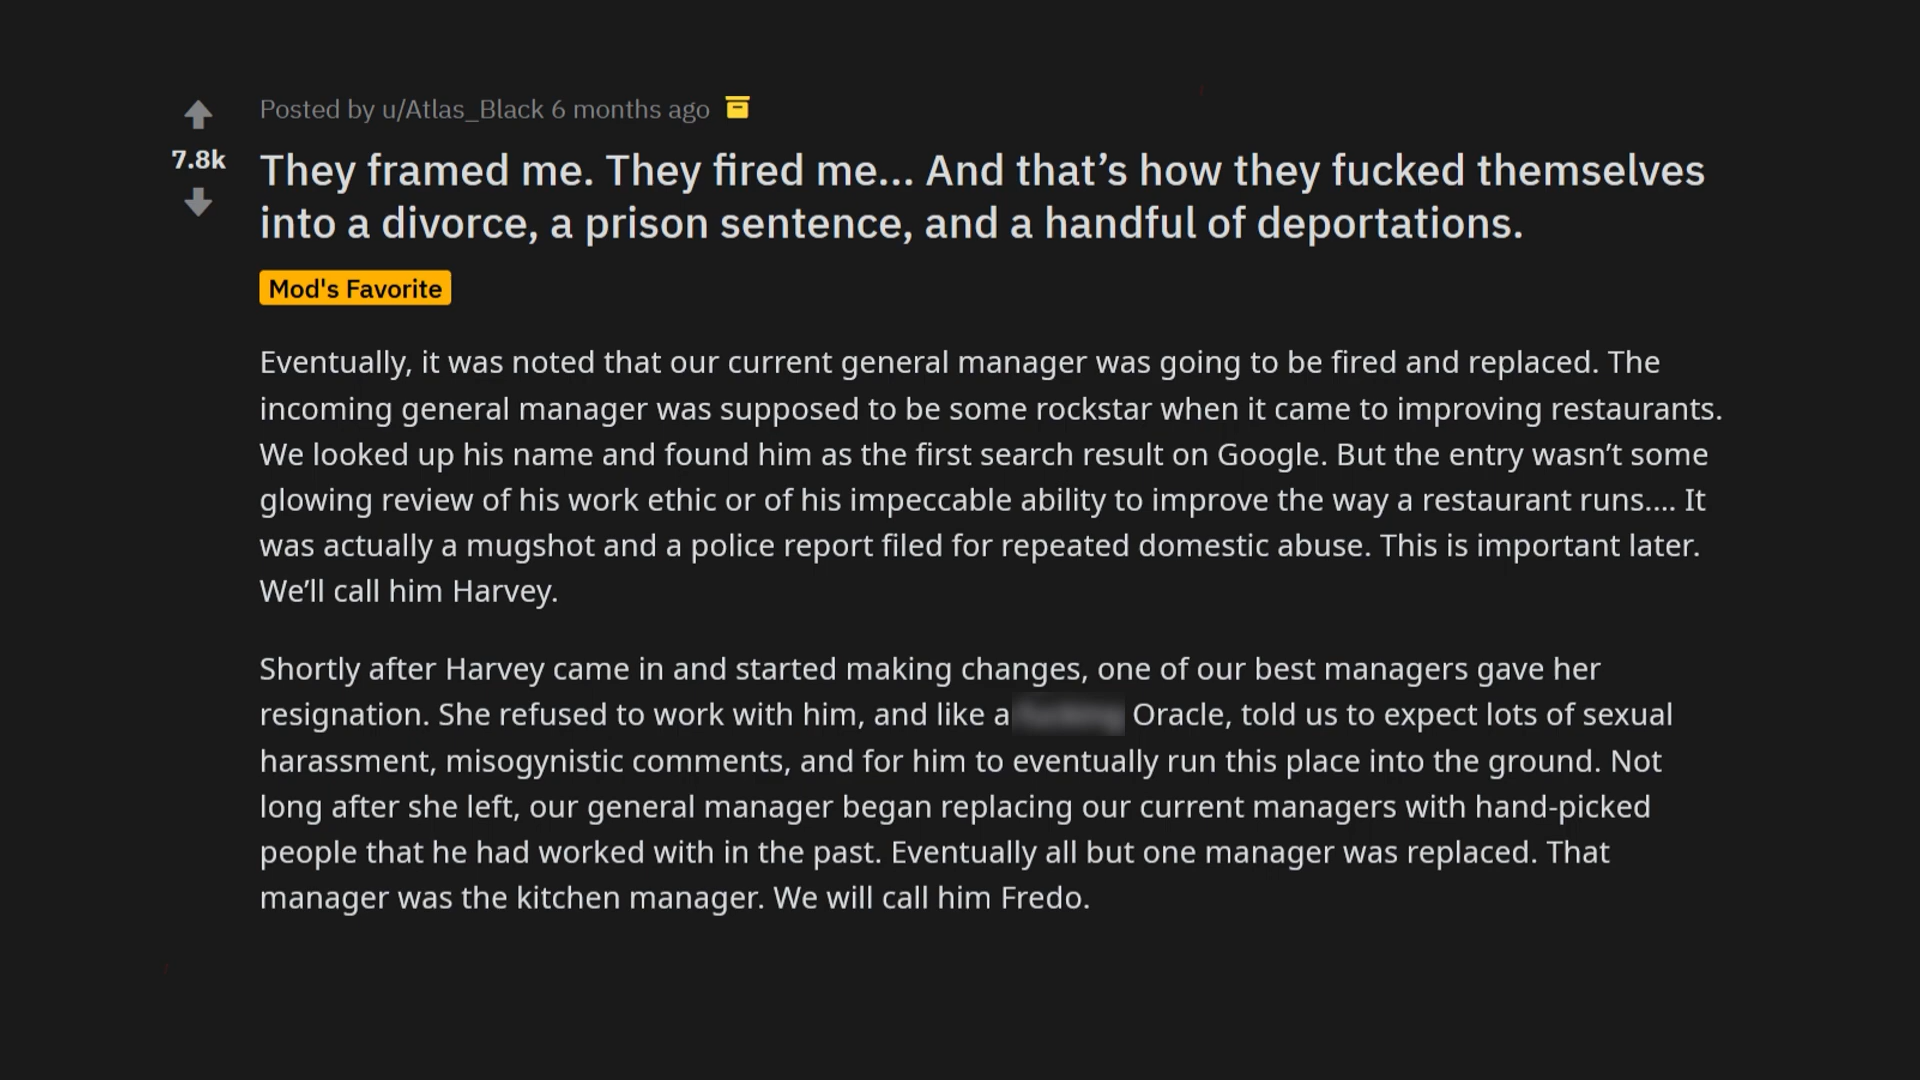 Posted by u/Atlas_Black 6 months ago
7.8k
They framed me. They fired me... And that’s how they fucked themselves
into a divorce, a prison sentence, and a handful of deportations.
Mod's Favorite
Eventually, it was noted that our current general manager was going to be fired and replaced. The
incoming general manager was supposed to be some rockstar when it came to improving restaurants.
We looked up his name and found him as the first search result on Google. But the entry wasn’t some
glowing review of his work ethic or of his impeccable ability to improve the way a restaurant runs.... It
was actually a mugshot and a police report filed for repeated domestic abuse. This is important later.
We’ll call him Harvey.
Shortly after Harvey came in and started making changes, one of our best managers gave her
resignation. She refused to work with him, and like a Oracle, told us to expect lots of sexual
harassment, misogynistic comments, and for him to eventually run this place into the ground. Not
long after she left, our general manager began replacing our current managers with hand-picked
people that he had worked with in the past. Eventually all but one manager was replaced. That
manager was the kitchen manager. We will call him Fredo.